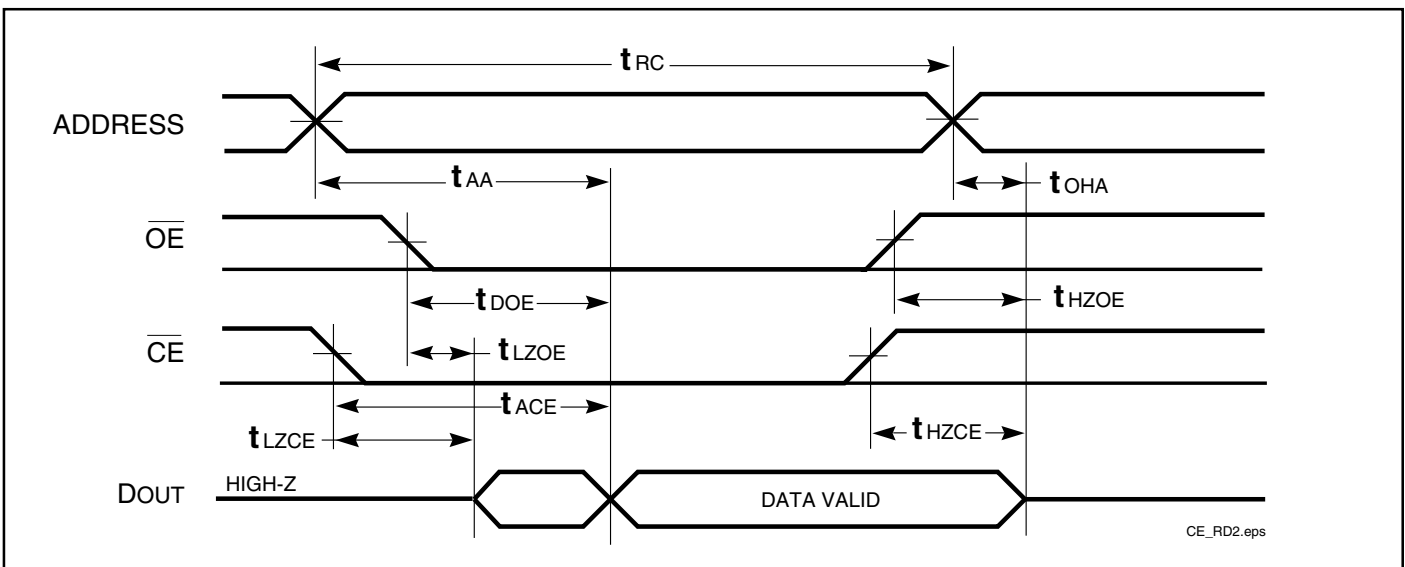 tRC
ADDRESS
tAA
tOHA
OE
tDOE
tHZOE
CE
tLZOE
tACE
tLZCE
tHZCE
DOUT
HIGH-Z
DATA VALID
CE_RD2.eps